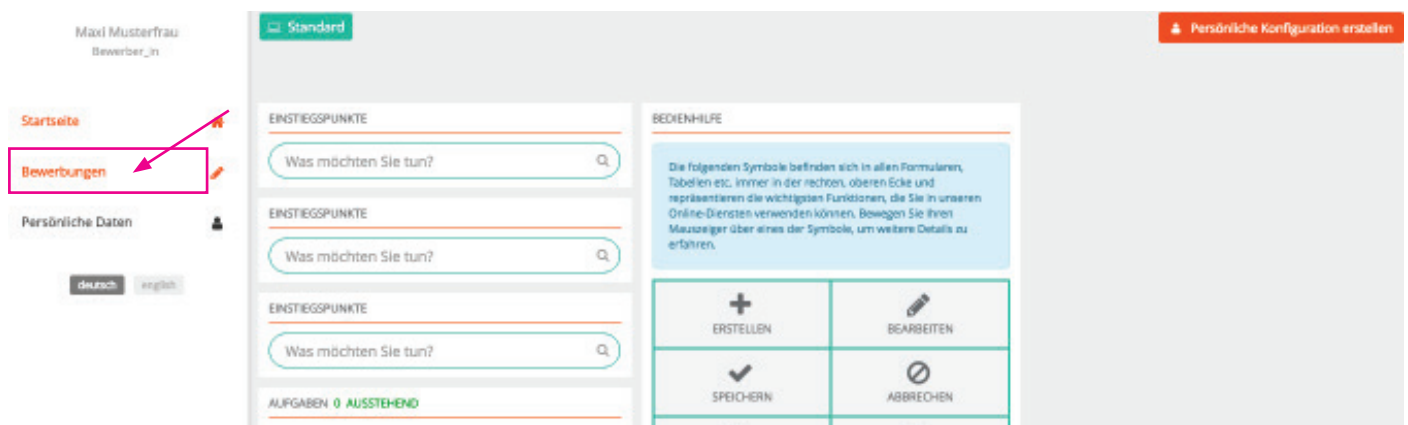 Maxi Musterfrau
Bewerber_in
Startseite
Bewerbungen
Persönliche Daten
deutsch english
Standard
Persönliche Konfiguration erstellen
EINSTIEGSPUNKTE
Was möchten Sie tun?
EINSTIEGSPUNKTE
Was möchten Sie tun?
EINSTIEGSPUNKTE
Was möchten Sie tun?
AUFGABEN 0 AUSSTEHEND
BEDIENHILFE
Die folgenden Symbole befinden sich in allen Formularen,
Tabellen etc. immer in der rechten, oberen Ecke und
repräsentieren die wichtigsten Funktionen, die Sie in unseren
Online-Diensten verwenden können. Bewegen Sie Ihren
Mauszeiger über eines der Symbole, um weitere Details zu
erfahren.
ERSTELLEN
BEARBEITEN
SPEICHERN
ABBRECHEN